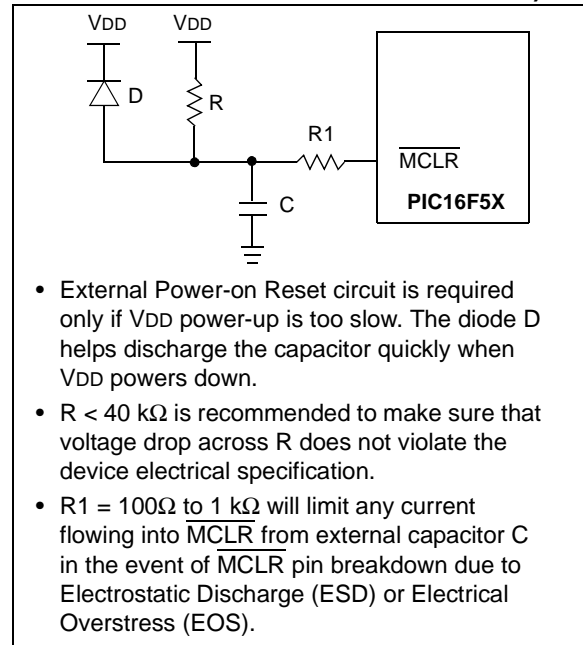 VDD VDD
D
R
R1
MCLR
C
PIC16F5X
• External Power-on Reset circuit is required
only if VDD power-up is too slow. The diode D
helps discharge the capacitor quickly when
VDD powers down.
• R < 40 kΩ is recommended to make sure that
voltage drop across R does not violate the
device electrical specification.
• R1 = 100Ω to 1 kΩ will limit any current
flowing into MCLR from external capacitor C
in the event of MCLR pin breakdown due to
Electrostatic Discharge (ESD) or Electrical
Overstress (EOS).